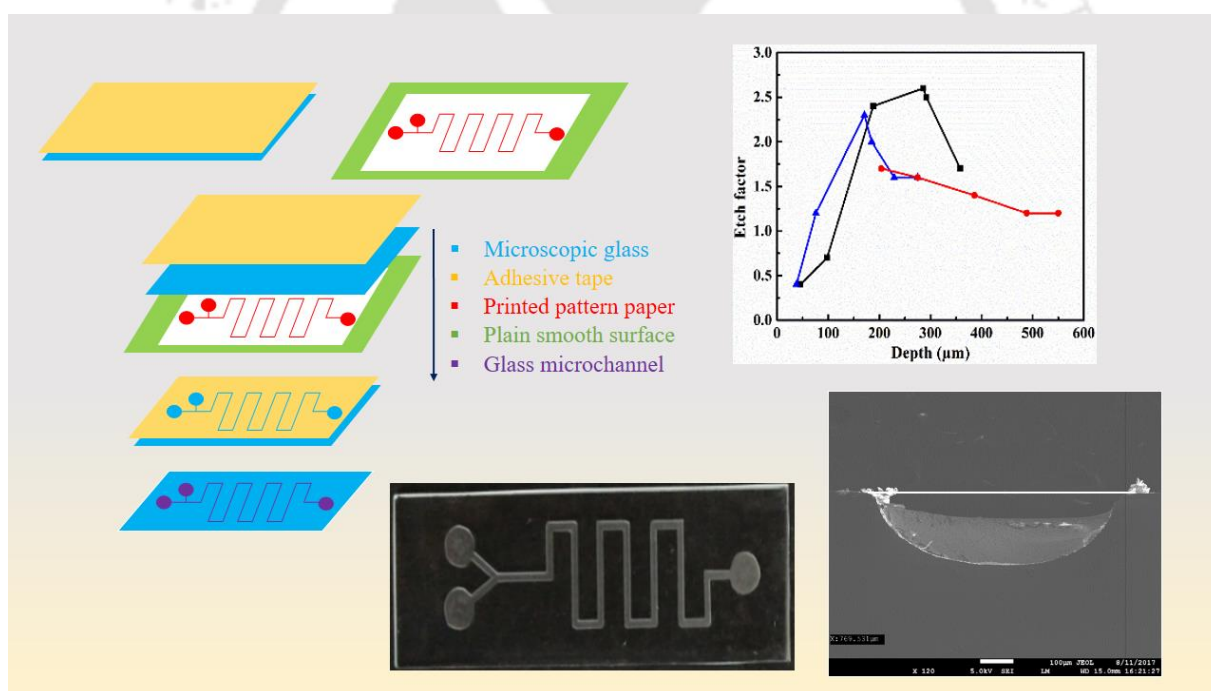 Microscopic glass
Adhesive tape
Printed pattern paper
Plain smooth surface
Glass microchannel
3.0
2.5
2.0
1.5
1.0
0.5
0.0
Etch factor
0 100 200 300 400 500 600
Depth (µm)
X:769.531µm
100µm JEOL 8/11/2017
X 120 5.0kV SEI LM WD 15.0mm 16:21:27